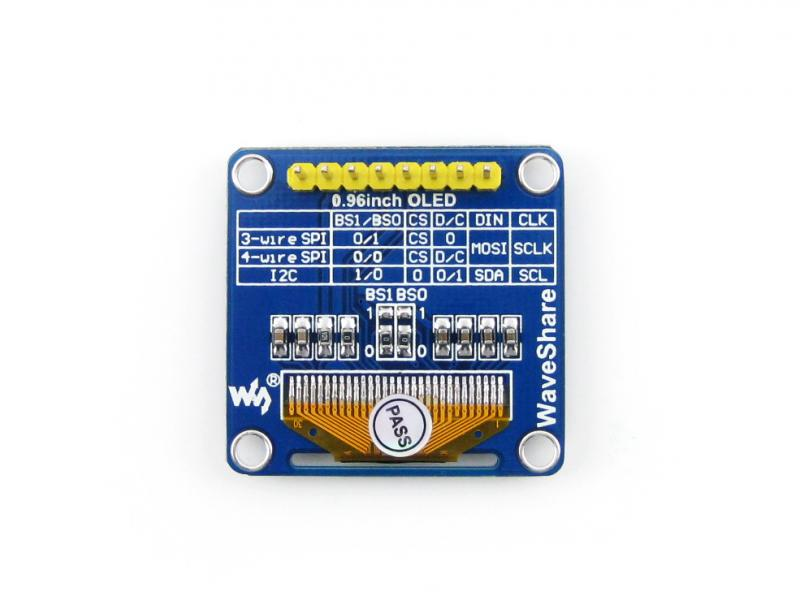 0.96inch OLED
BS1/BS0 CS D/C DIN CLK
3-wire SPI 0/1 CS 0 MOSI SCLK
4-wire SPI 0/0 CS D/C
I2C 1/0 0 0/1 SDA SCL
BS1 BS0
1 1
0 0
WaveShare
®
PASS
30 1